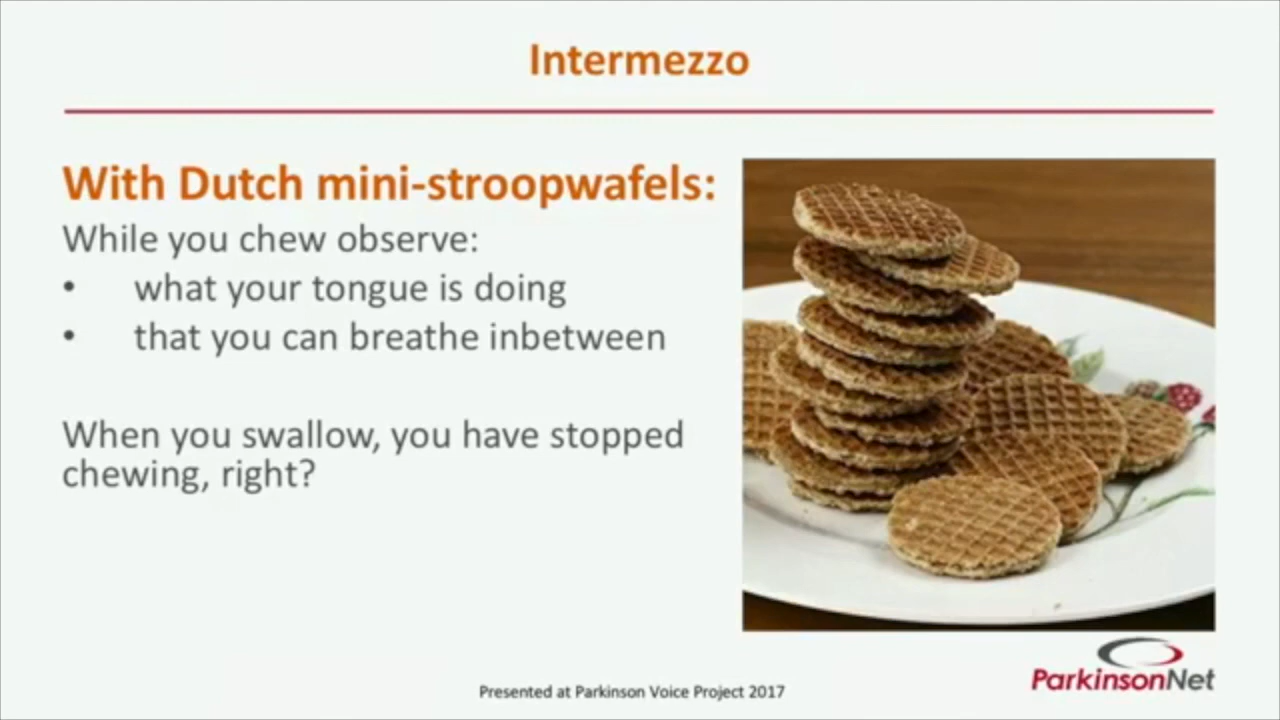 Intermezzo
With Dutch mini-stroopwafels:
While you chew observe:
• what your tongue is doing
• that you can breathe inbetween
When you swallow, you have stopped
chewing, right?
ParkinsonNet
Presented at Parkinson Voice Project 2017